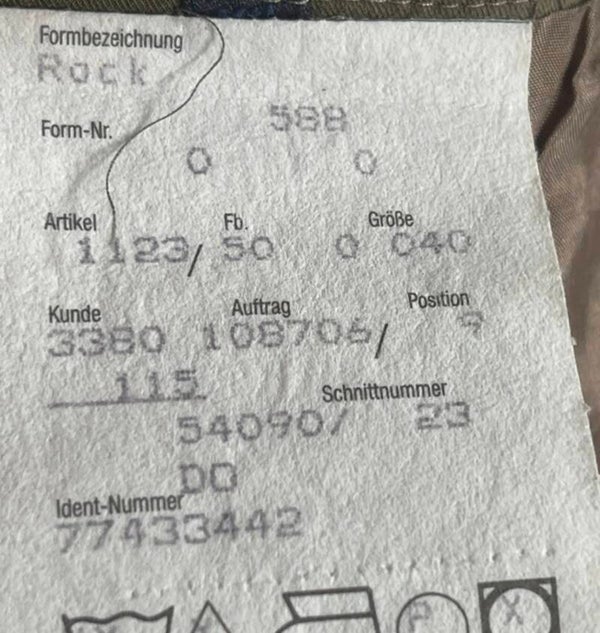 Formbezeichnung
Rock
588
Form-Nr.
0 0
Artikel Fb. Größe
1123/ 50 0 040
Kunde Auftrag Position
3380 108706/ 9
115 Schnittnummer
54090/ 23
DO
Ident-Nummer
77433442
P X